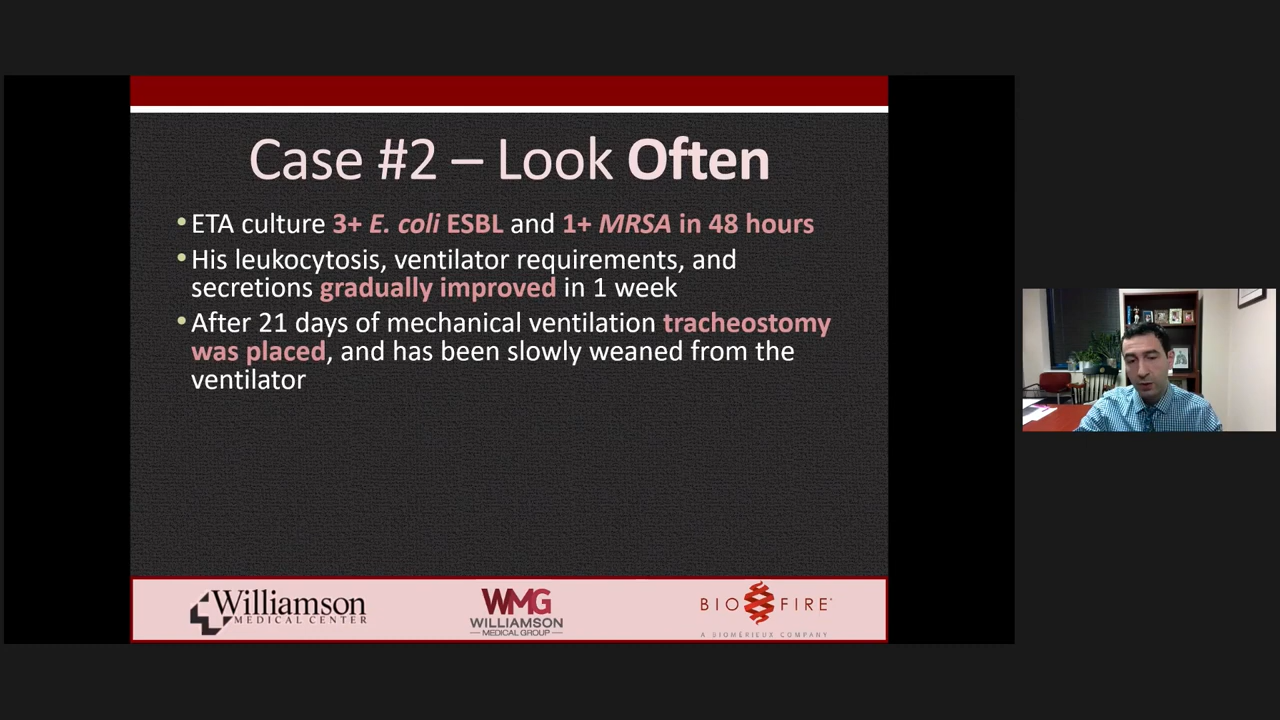 Case #2 – Look Often
•ETA culture 3+ E. coli ESBL and 1+ MRSA in 48 hours
•His leukocytosis, ventilator requirements, and
secretions gradually improved in 1 week
•After 21 days of mechanical ventilation tracheostomy
was placed, and has been slowly weaned from the
ventilator
Williamson
MEDICAL CENTER
WMG
WILLIAMSON
MEDICAL GROUP
BIO FIRE
A BIOMÉRIEUX COMPANY